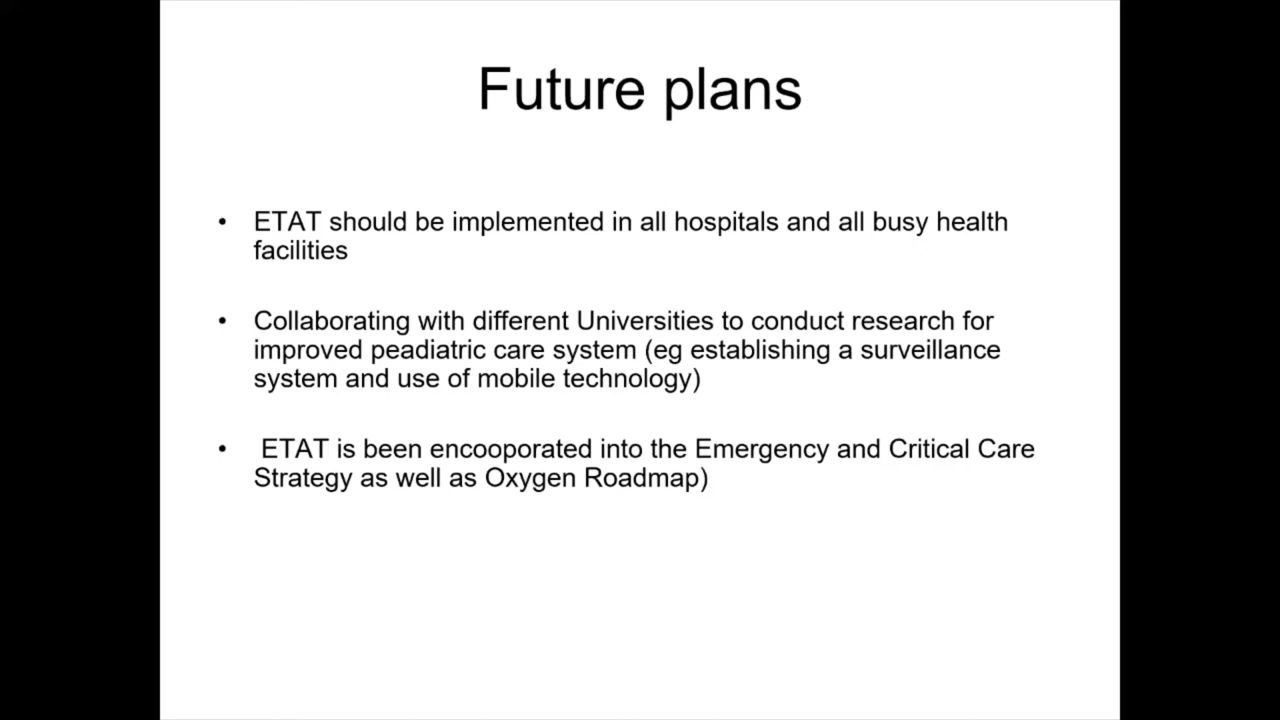 Future plans
• ETAT should be implemented in all hospitals and all busy health
facilities
• Collaborating with different Universities to conduct research for
improved peadiatric care system (eg establishing a surveillance
system and use of mobile technology)
• ETAT is been encooporated into the Emergency and Critical Care
Strategy as well as Oxygen Roadmap)